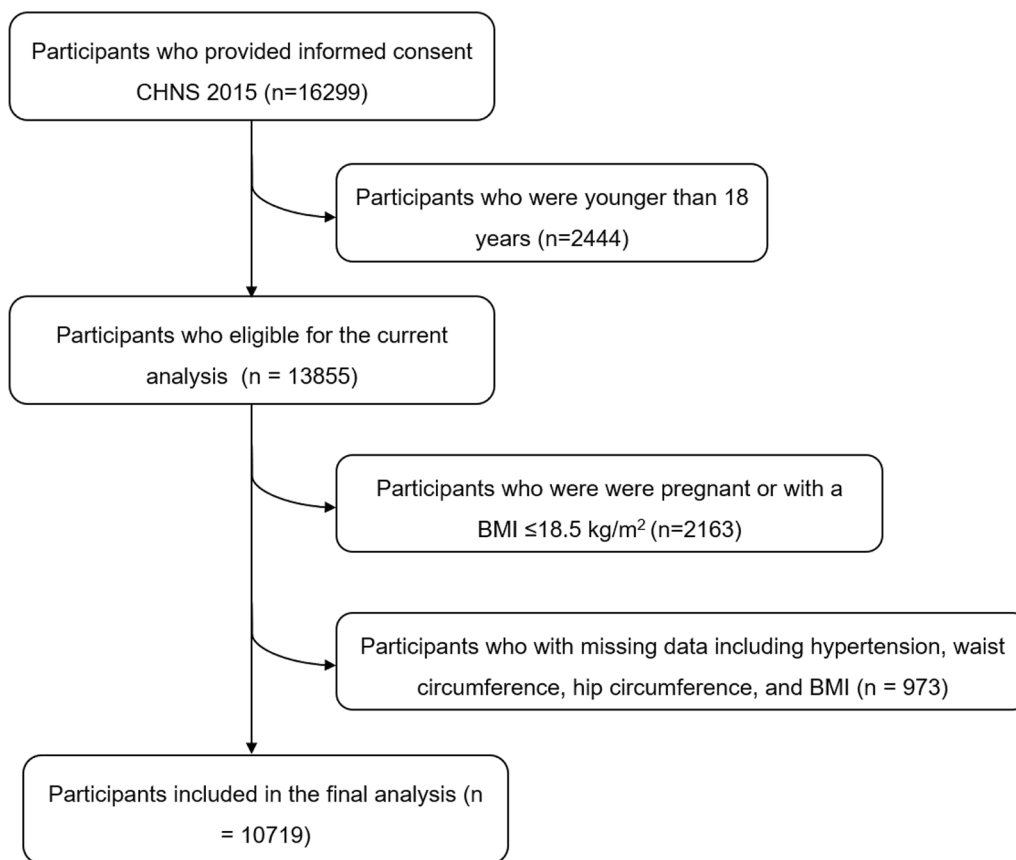 Participants who provided informed consent
CHNS 2015 (n=16299)
Participants who were younger than 18
years (n=2444)
Participants who eligible for the current
analysis  (n = 13855)
Participants who were were pregnant or with a
BMI ≤18.5 kg/m² (n=2163)
Participants who with missing data including hypertension, waist
circumference, hip circumference, and BMI (n = 973)
Participants included in the final analysis (n
= 10719)